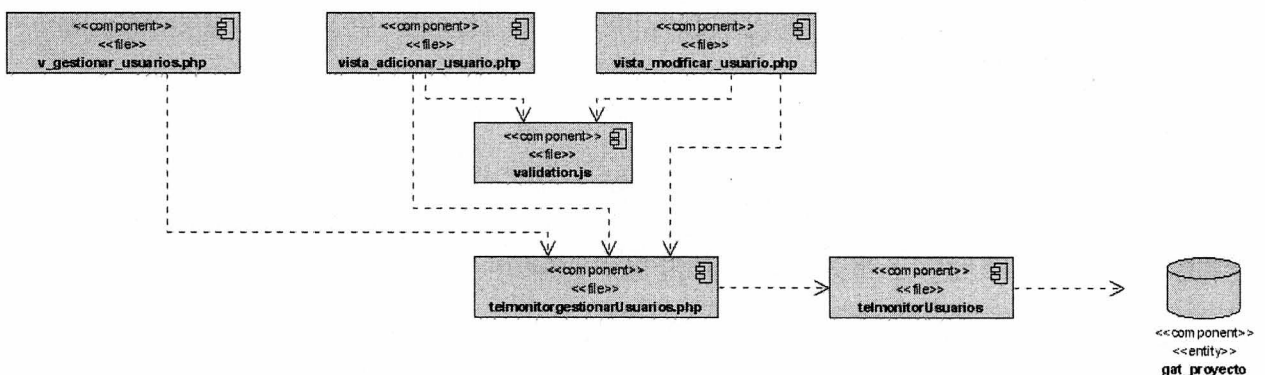 <<component>>
<<file>>
v_gestionar_usuarios.php
<<component>>
<<file>>
vista_adicionar_usuario.php
<<component>>
<<file>>
vista_modificar_usuario.php
<<component>>
<<file>>
validation.js
<<component>>
<<file>>
telmonitorgestionarUsuarios.php
<<component>>
<<file>>
telmonitorUsuarios
<<component>>
<<entity>>
gat_proyecto